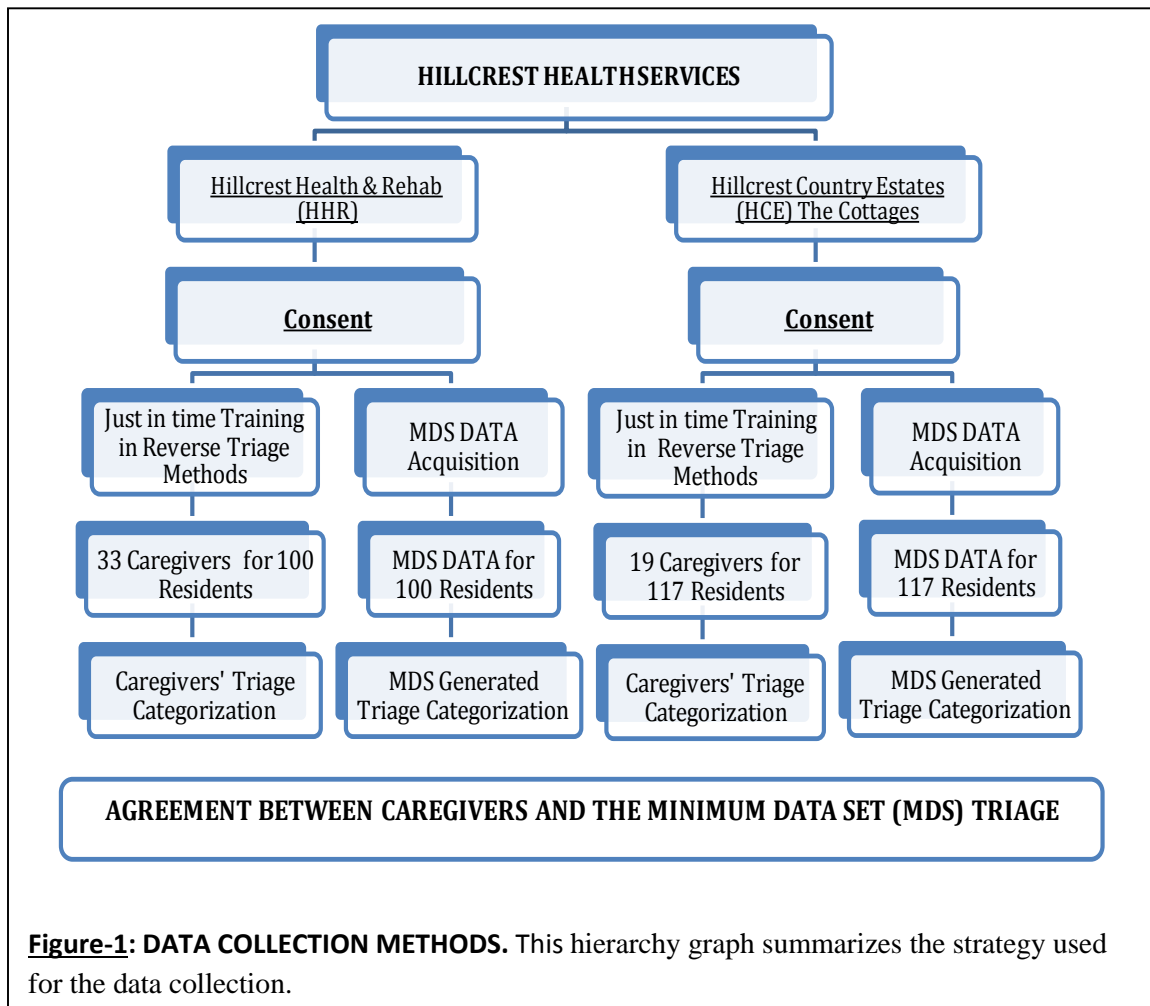 HILLCREST HEALTH SERVICES
Hillcrest Health & Rehab
(HHR)
Hillcrest Country Estates
(HCE) The Cottages
Consent
Consent
Just in time Training
in Reverse Triage
Methods
MDS DATA
Acquisition
Just in time Training
in Reverse Triage
Methods
MDS DATA
Acquisition
33 Caregivers for 100
Residents
MDS DATA for
100 Residents
19 Caregivers for
117 Residents
MDS DATA for
117 Residents
Caregivers' Triage
Categorization
MDS Generated
Triage Categorization
Caregivers' Triage
Categorization
MDS Generated
Triage Categorization
AGREEMENT BETWEEN CAREGIVERS AND THE MINIMUM DATA SET (MDS) TRIAGE
Figure-1: DATA COLLECTION METHODS. This hierarchy graph summarizes the strategy used
for the data collection.